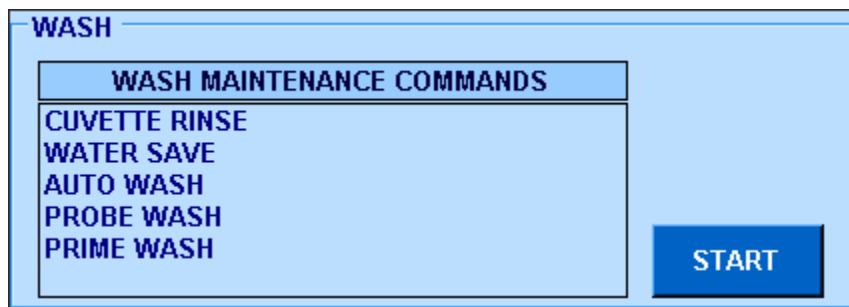 WASH
WASH MAINTENANCE COMMANDS
CUVETTE RINSE
WATER SAVE
AUTO WASH
PROBE WASH
PRIME WASH
START